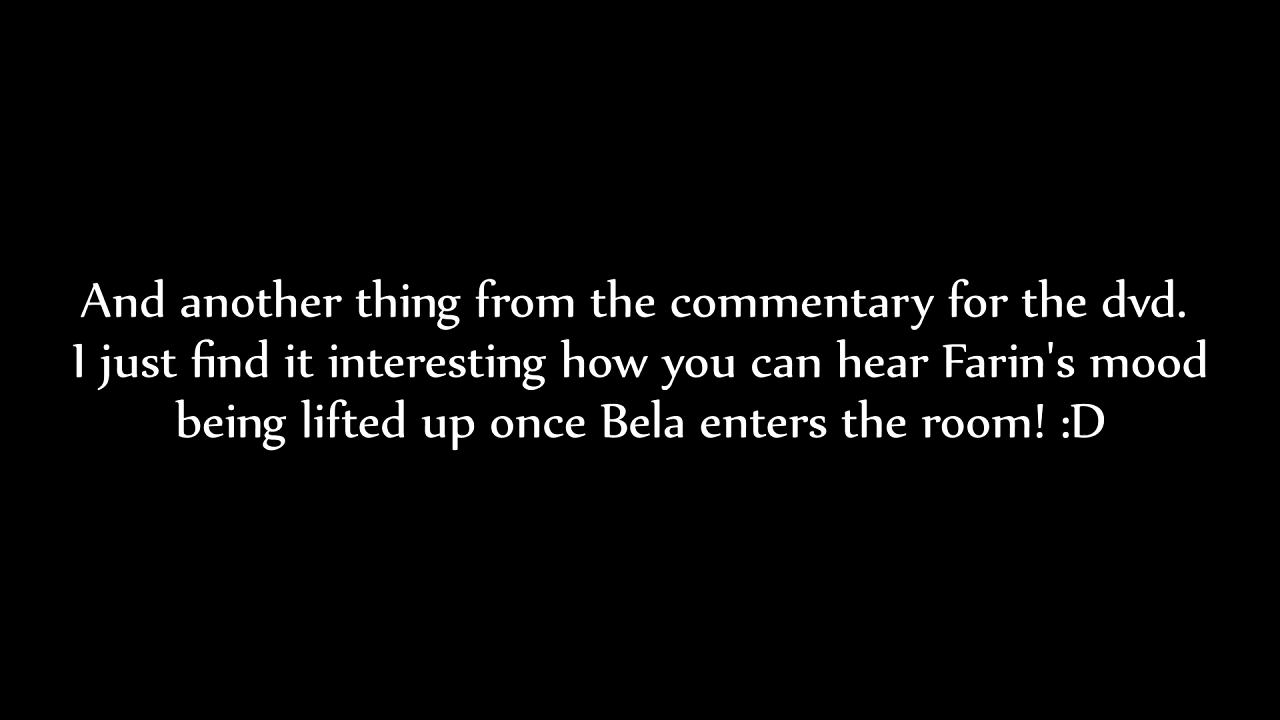 And another thing from the commentary for the dvd.
I just find it interesting how you can hear Farin's mood
being lifted up once Bela enters the room! :D